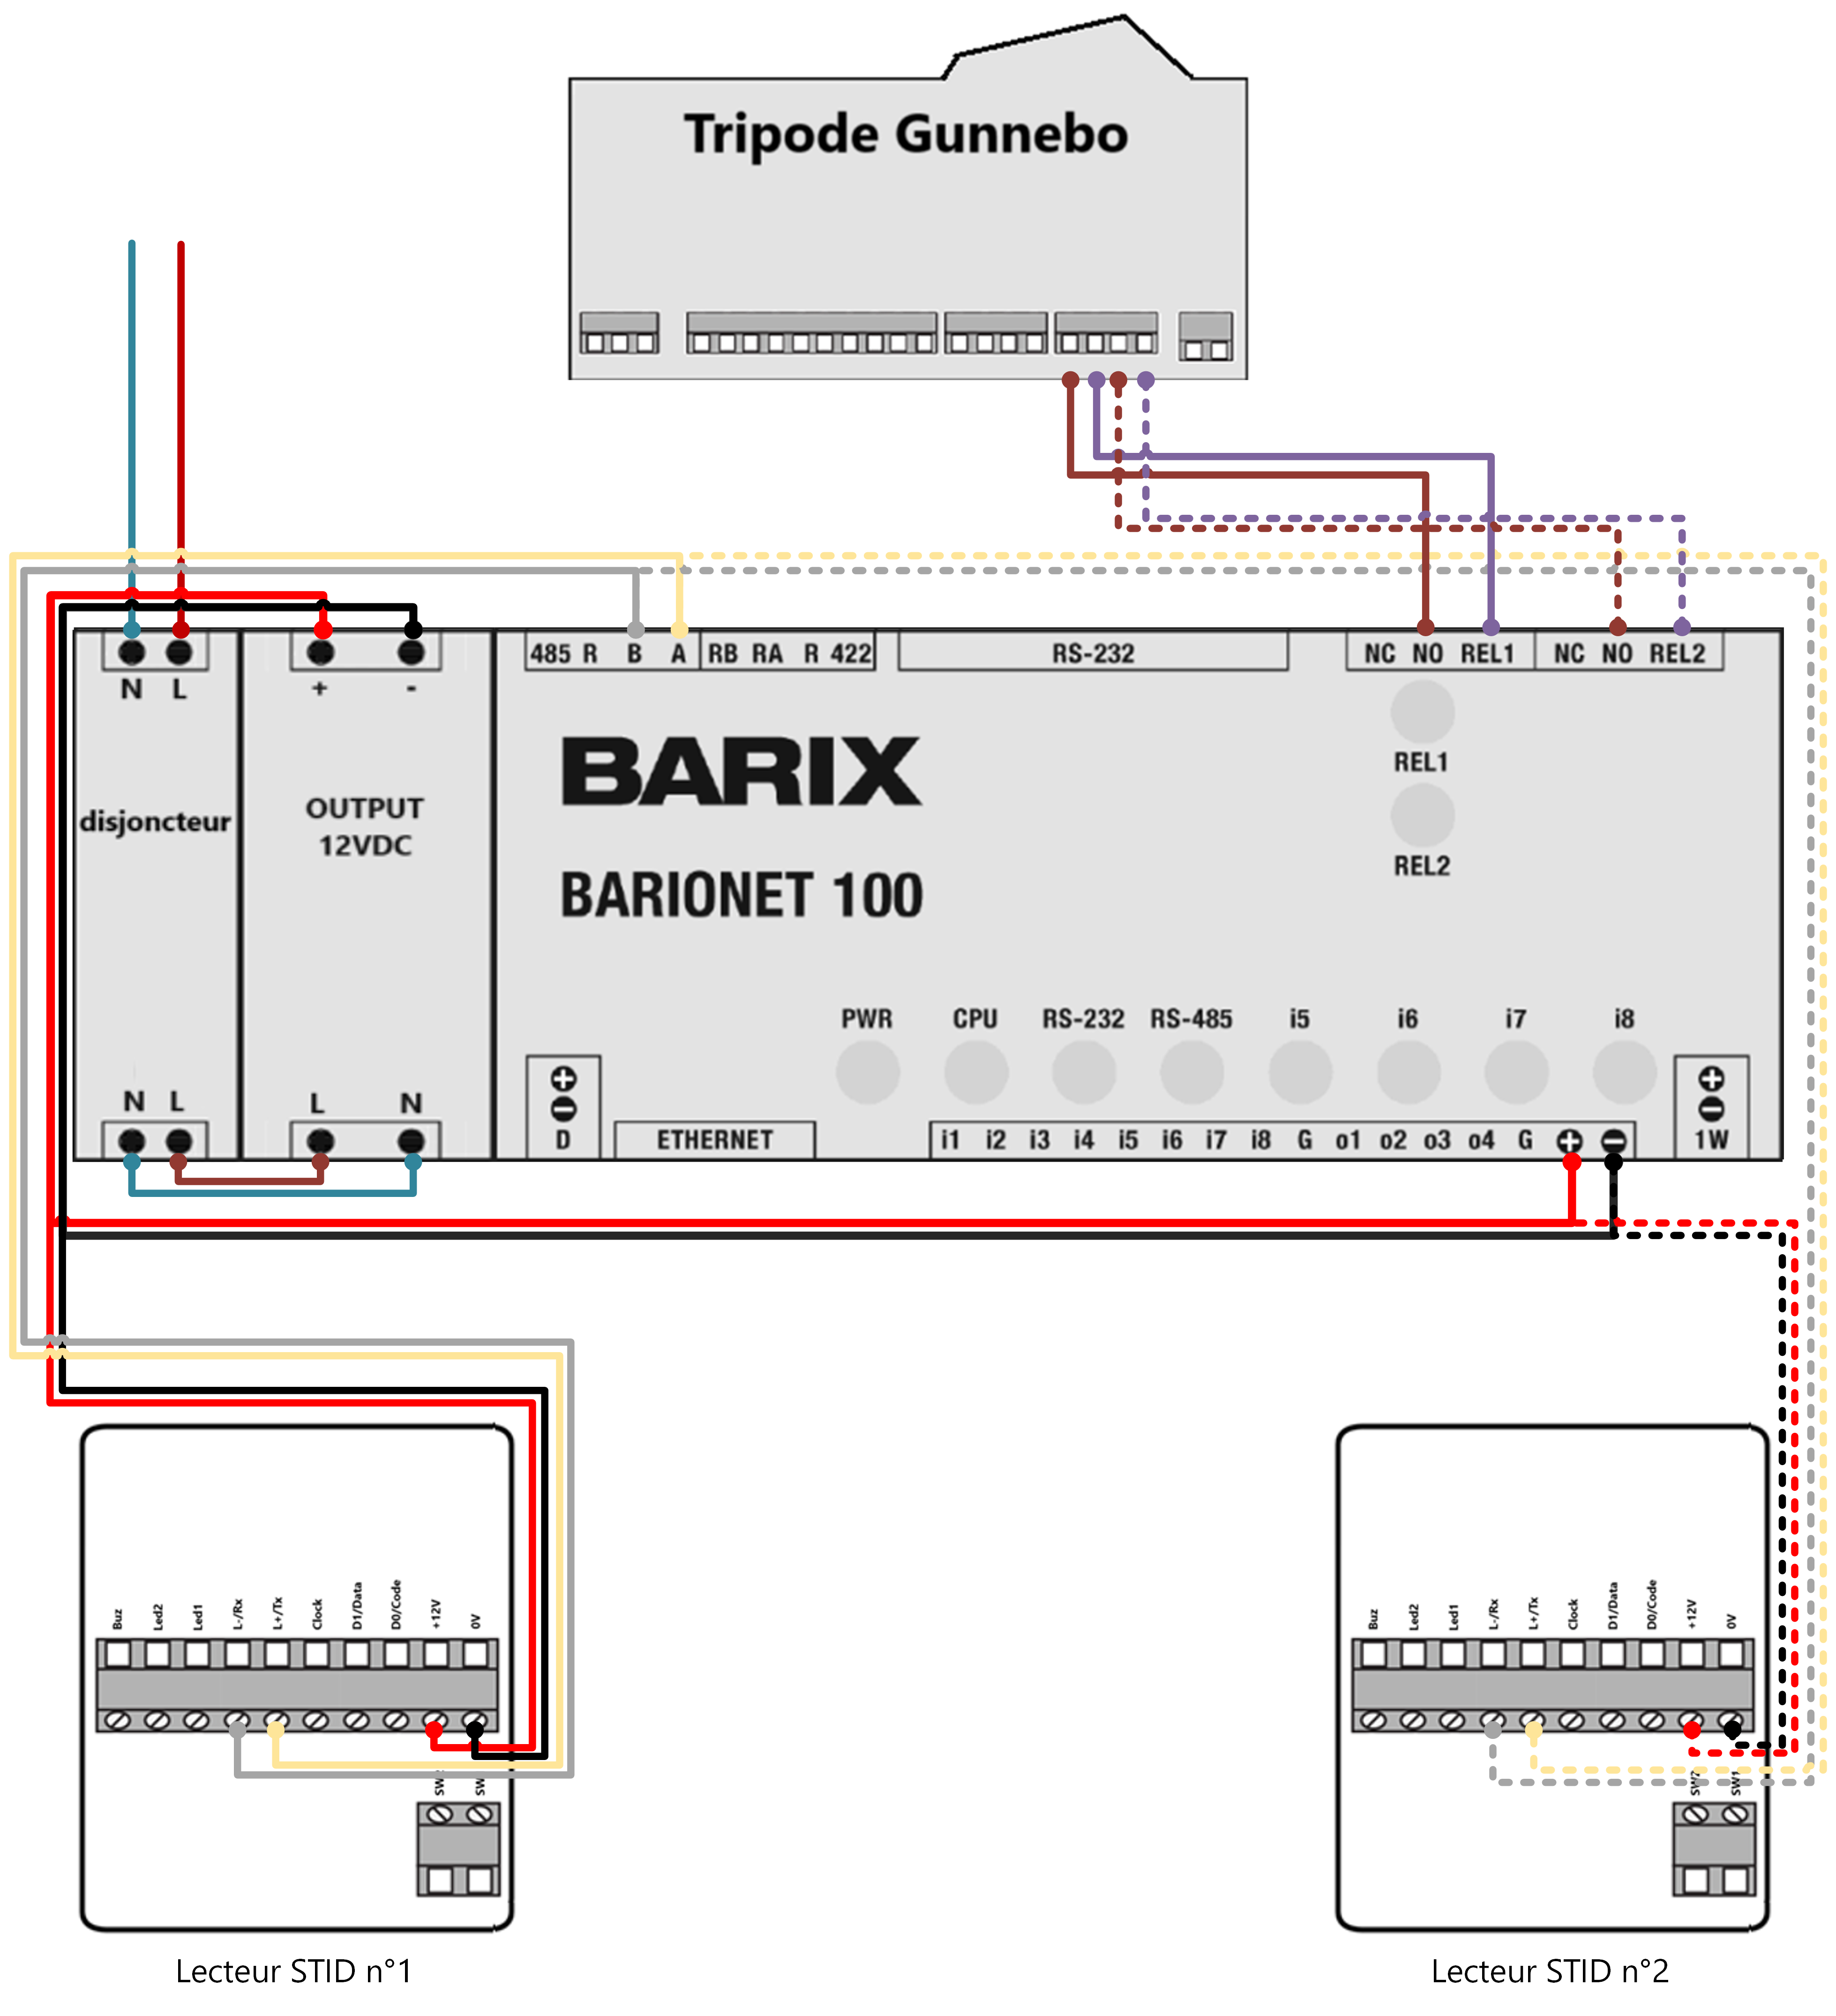 Tripode Gunnebo
485 R B A RB RA R 422 RS-232 NC NO REL1 NC NO REL2
N L + -
REL1
disjoncteur
OUTPUT
12VDC
BARIX
REL2
BARIONET 100
PWR CPU RS-232 RS-485 i5 i6 i7 i8
N L L N
D ETHERNET i1 i2 i3 i4 i5 i6 i7 i8 G o1 o2 o3 o4 G + - 1W
Buz Led2 Led1 L-/Rx L+/Tx Clock D1/Data D0/Code +12V 0V
SW SW
Lecteur STID n°1
Buz Led2 Led1 L-/Rx L+/Tx Clock D1/Data D0/Code +12V 0V
SW2 SW1
Lecteur STID n°2